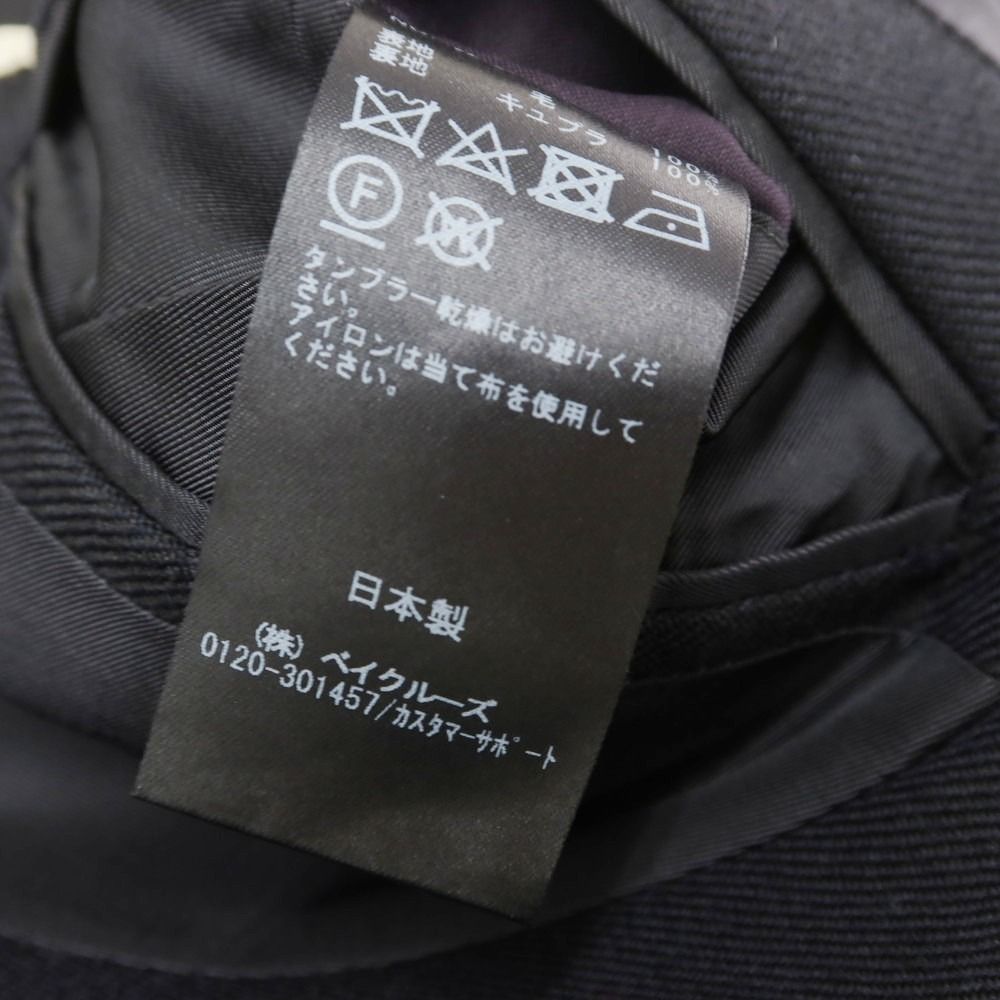 表地 毛 100%
裏地 キュプラ 100%
F
W
タンブラー乾燥はお避けくだ
さい。
アイロンは当て布を使用して
ください。
日本製
(株) ベイクルーズ
0120-301457/カスタマーサポート